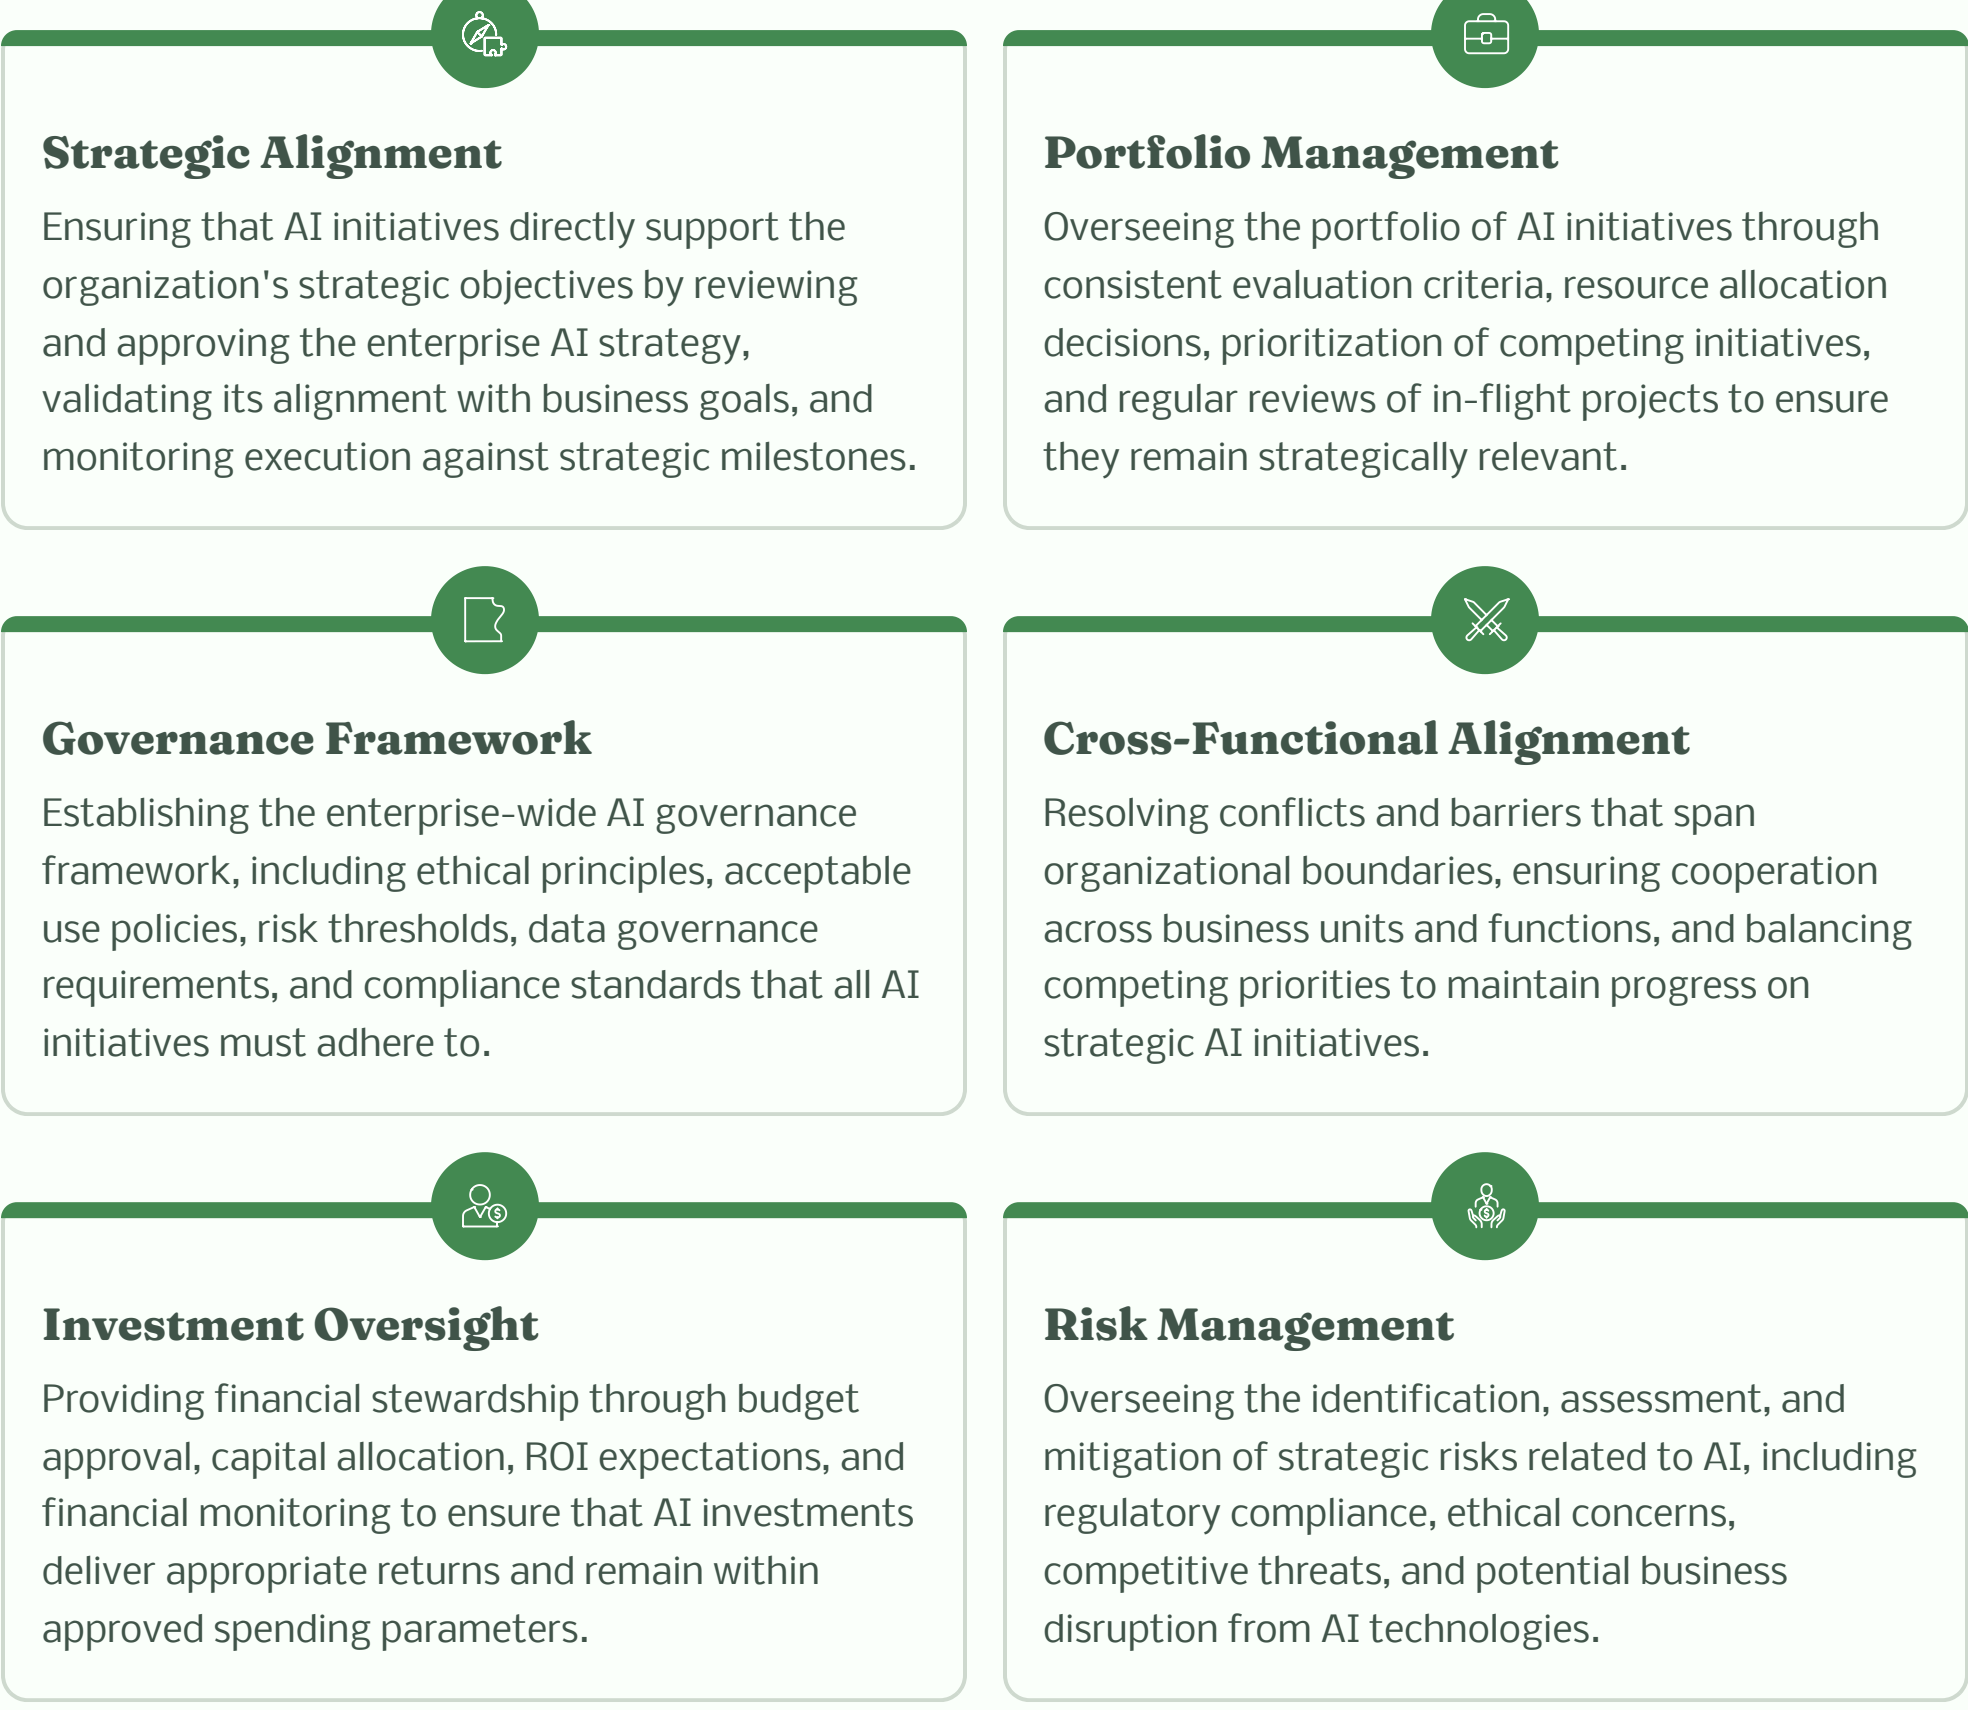 Strategic Alignment
Ensuring that AI initiatives directly support the
organization's strategic objectives by reviewing
and approving the enterprise AI strategy,
validating its alignment with business goals, and
monitoring execution against strategic milestones.
Portfolio Management
Overseeing the portfolio of AI initiatives through
consistent evaluation criteria, resource allocation
decisions, prioritization of competing initiatives,
and regular reviews of in-flight projects to ensure
they remain strategically relevant.
Governance Framework
Establishing the enterprise-wide AI governance
framework, including ethical principles, acceptable
use policies, risk thresholds, data governance
requirements, and compliance standards that all AI
initiatives must adhere to.
Cross-Functional Alignment
Resolving conflicts and barriers that span
organizational boundaries, ensuring cooperation
across business units and functions, and balancing
competing priorities to maintain progress on
strategic AI initiatives.
Investment Oversight
Providing financial stewardship through budget
approval, capital allocation, ROI expectations, and
financial monitoring to ensure that AI investments
deliver appropriate returns and remain within
approved spending parameters.
Risk Management
Overseeing the identification, assessment, and
mitigation of strategic risks related to AI, including
regulatory compliance, ethical concerns,
competitive threats, and potential business
disruption from AI technologies.